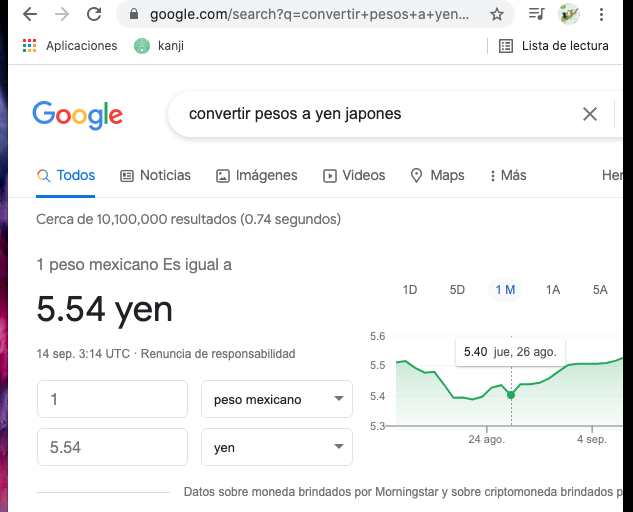 google.com/search?q=convertir+pesos+a+yen...
Aplicaciones
kanji
Lista de lectura
Google
convertir pesos a yen japones
Todos
Noticias
Imágenes
Videos
Maps
Más
Her
Cerca de 10,100,000 resultados (0.74 segundos)
1 peso mexicano Es igual a
5.54 yen
14 sep. 3:14 UTC · Renuncia de responsabilidad
1
peso mexicano
5.54
yen
1D
5D
1 M
1A
5A
5.6
5.5
5.4
5.3
5.40 jue, 26 ago.
24 ago.
4 sep.
Datos sobre moneda brindados por Morningstar y sobre criptomoneda brindados p